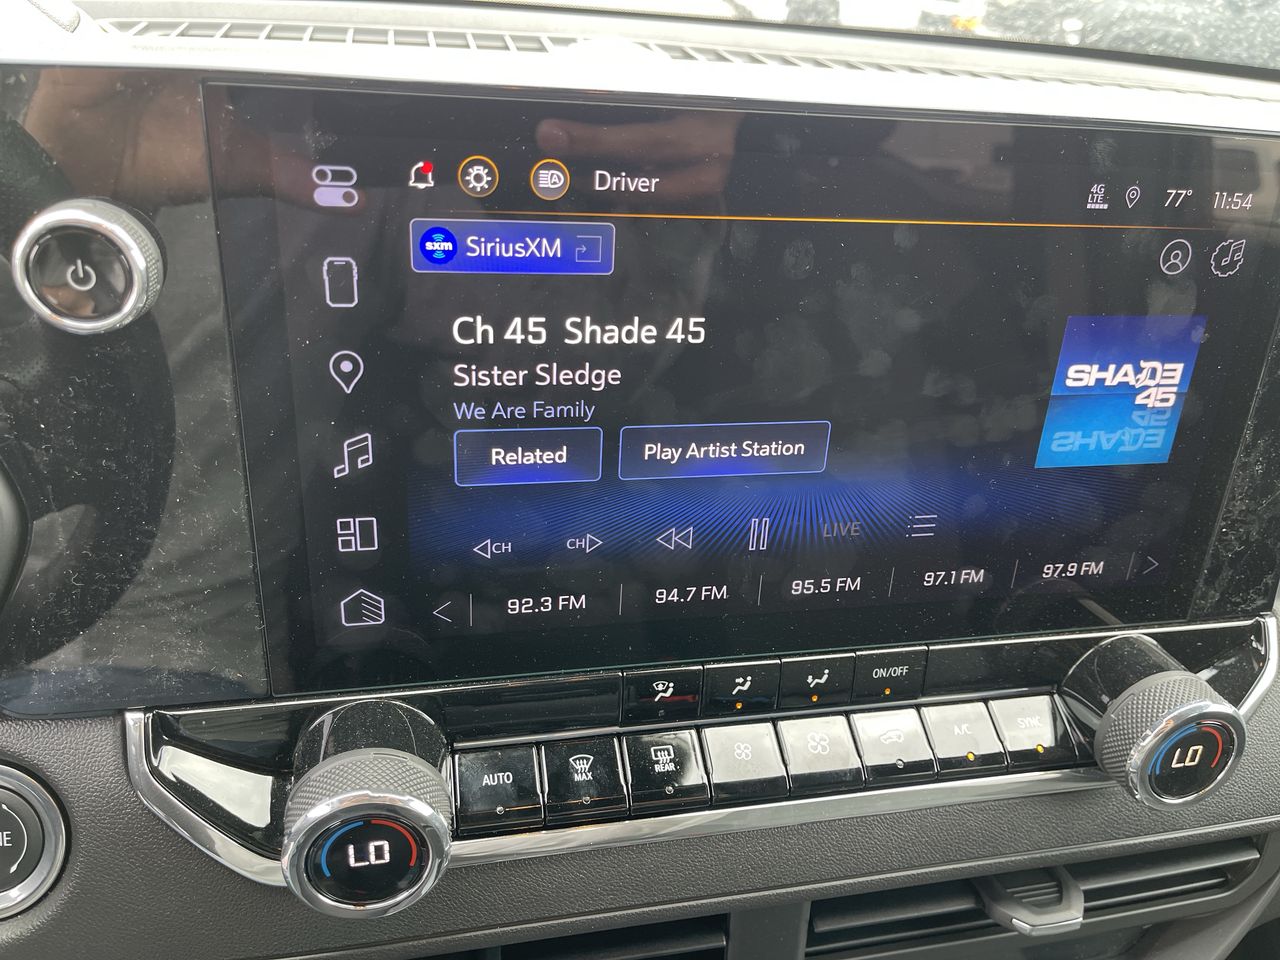 Driver
4G
LTE
77°
11:54
sxm SiriusXM
Ch 45 Shade 45
Sister Sledge
We Are Family
Related
Play Artist Station
SHADE
45
CH
CH
LIVE
92.3 FM
94.7 FM
95.5 FM
97.1 FM
97.9 FM
ON/OFF
AUTO
MAX
REAR
A/C
SYNC
LO
LO
NE